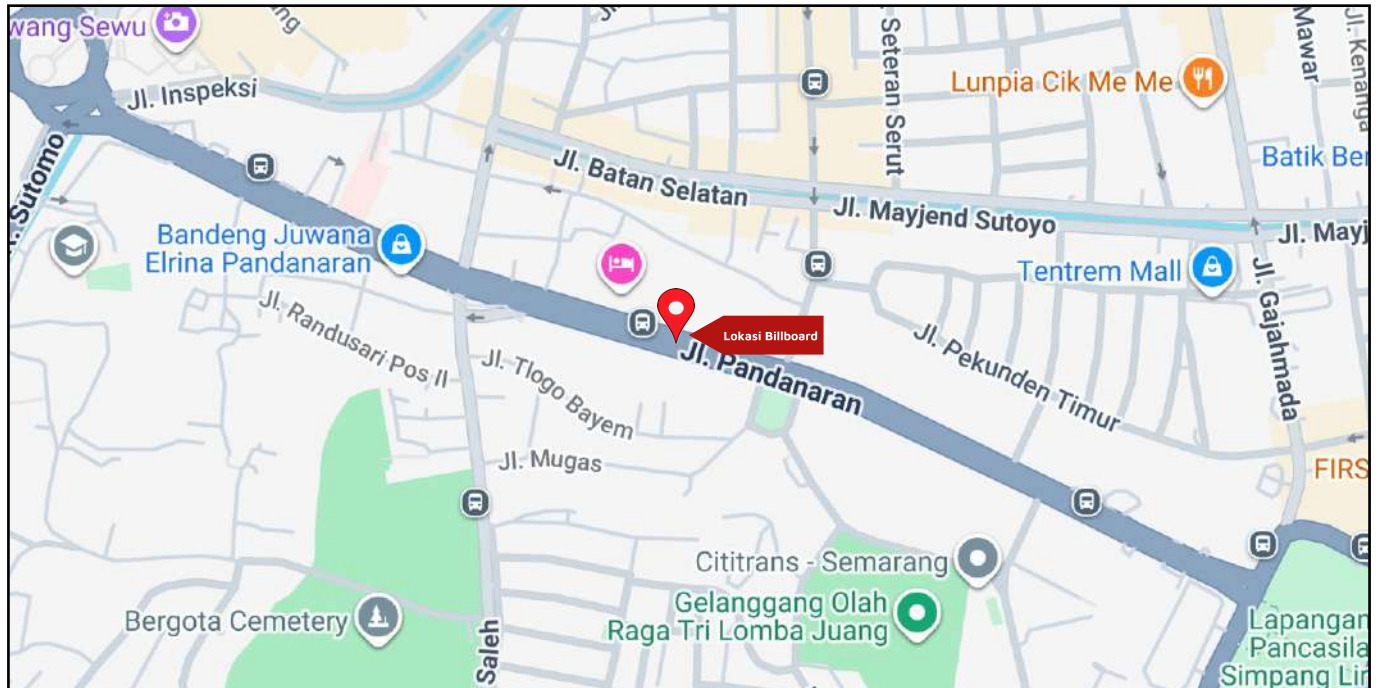 wang Sewu
Jl. Inspeksi
Seteran Serut
Mawar
Jl. Kenanga
Lunpia Cik Me Me
Batik Ber
Sutomo
Jl. Batan Selatan
Jl. Mayjend Sutoyo
Jl. Mayj
Bandeng Juwana
Elrina Pandanaran
Tentrem Mall
Jl. Gajahmada
Jl. Randusari Pos II
Lokasi Billboard
Jl. Pandanaran
Jl. Pekunden Timur
Jl. Tlogo Bayem
Jl. Mugas
FIRS
Cititrans - Semarang
Gelanggang Olah
Raga Tri Lomba Juang
Bergota Cemetery
Saleh
Lapangan
Pancasila
Simpang Lin